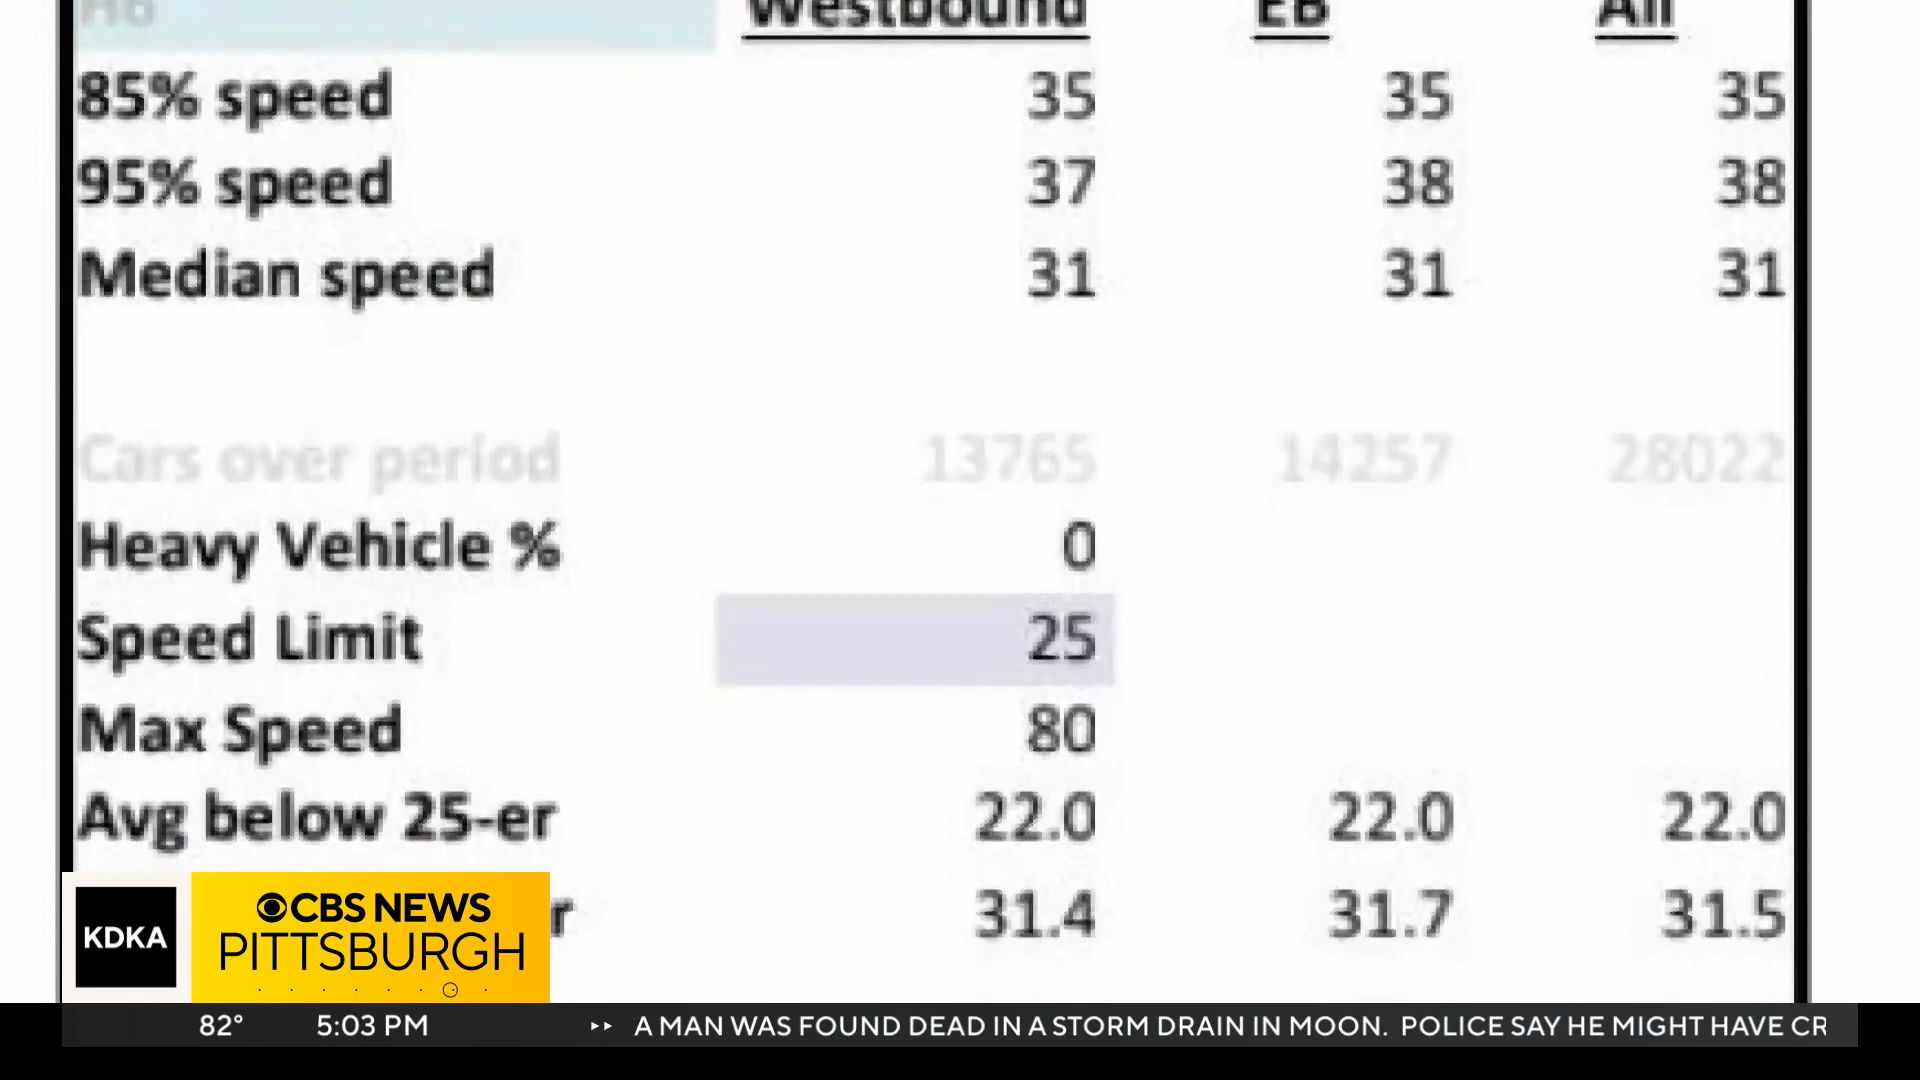 H6 Westbound EB All
85% speed 35 35 35
95% speed 37 38 38
Median speed 31 31 31
Cars over period 13765 14257 28022
Heavy Vehicle % 0
Speed Limit 25
Max Speed 80
Avg below 25-er 22.0 22.0 22.0
r 31.4 31.7 31.5
KDKA
CBS NEWS
PITTSBURGH
82° 5:03 PM A MAN WAS FOUND DEAD IN A STORM DRAIN IN MOON. POLICE SAY HE MIGHT HAVE CR